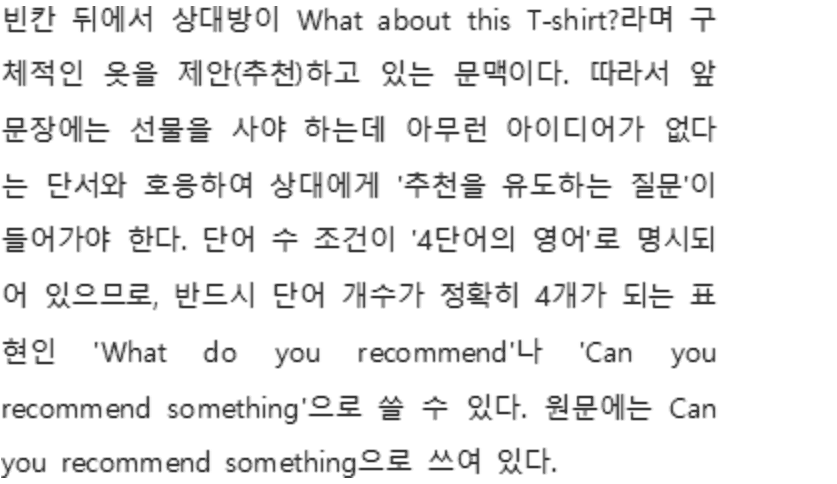 빈칸 뒤에서 상대방이 What about this T-shirt?라며 구
체적인 옷을 제안(추천)하고 있는 문맥이다. 따라서 앞
문장에는 선물을 사야 하는데 아무런 아이디어가 없다
는 단서와 호응하여 상대에게 '추천을 유도하는 질문'이
들어가야 한다. 단어 수 조건이 '4단어의 영어'로 명시되
어 있으므로, 반드시 단어 개수가 정확히 4개가 되는 표
현인 'What do you recommend'나 'Can you
recommend something'으로 쓸 수 있다. 원문에는 Can
you recommend something으로 쓰여 있다.